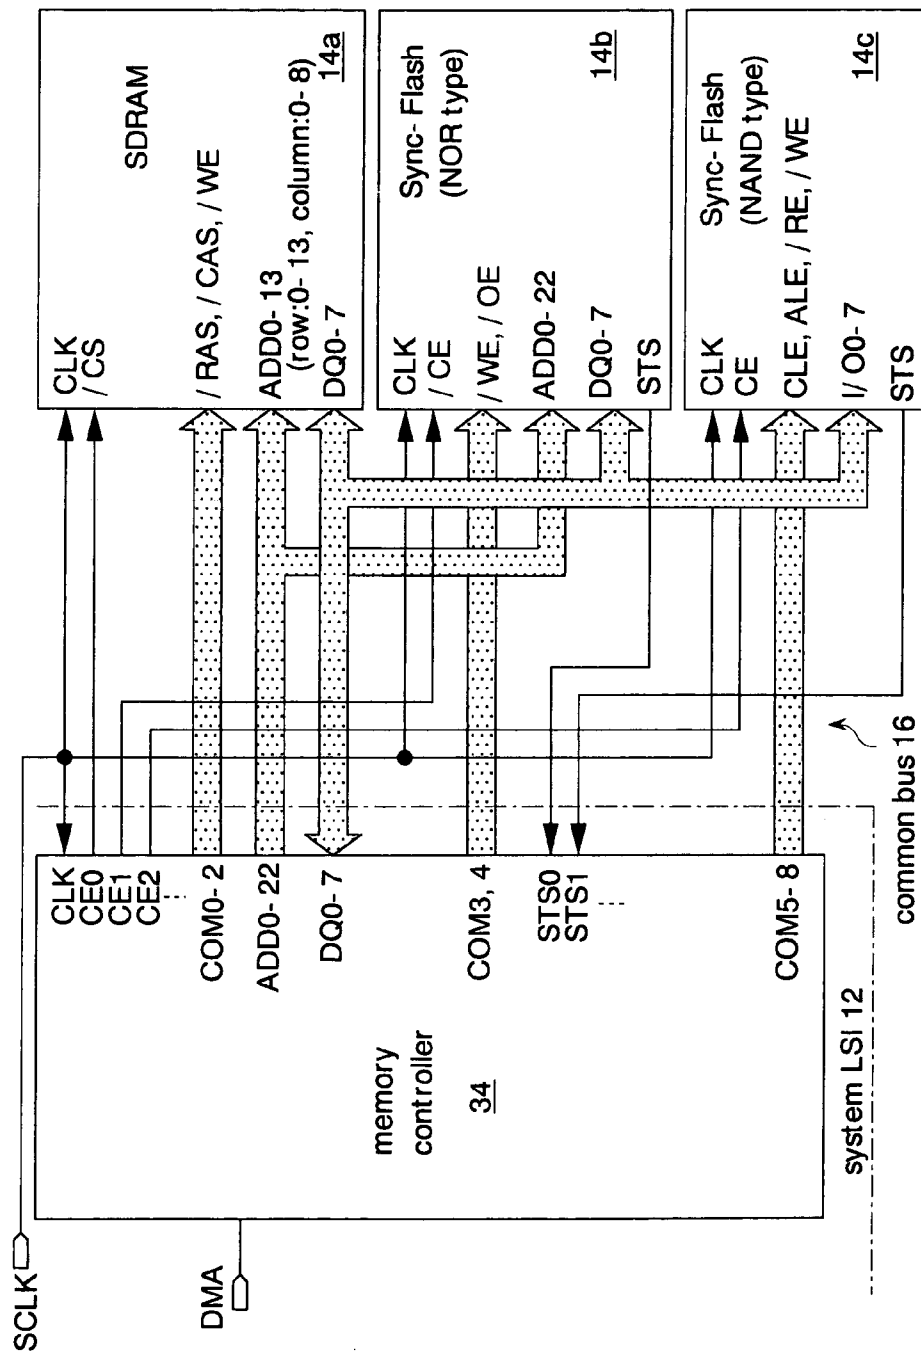 SCLK
DMA
memory
controller
34
CLK
CE0
CE1
CE2
COM0- 2
ADD0- 22
DQ0- 7
COM3, 4
STS0
STS1
COM5- 8
system LSI 12
common bus 16
SDRAM
14a
CLK
/ CS
/ RAS, / CAS, / WE
ADD0- 13
(row:0- 13, column:0- 8)
DQ0- 7
Sync- Flash
(NOR type)
14b
CLK
/ CE
/ WE, / OE
ADD0- 22
DQ0- 7
STS
Sync- Flash
(NAND type)
14c
CLK
CE
CLE, ALE, / RE, / WE
I/ O0- 7
STS